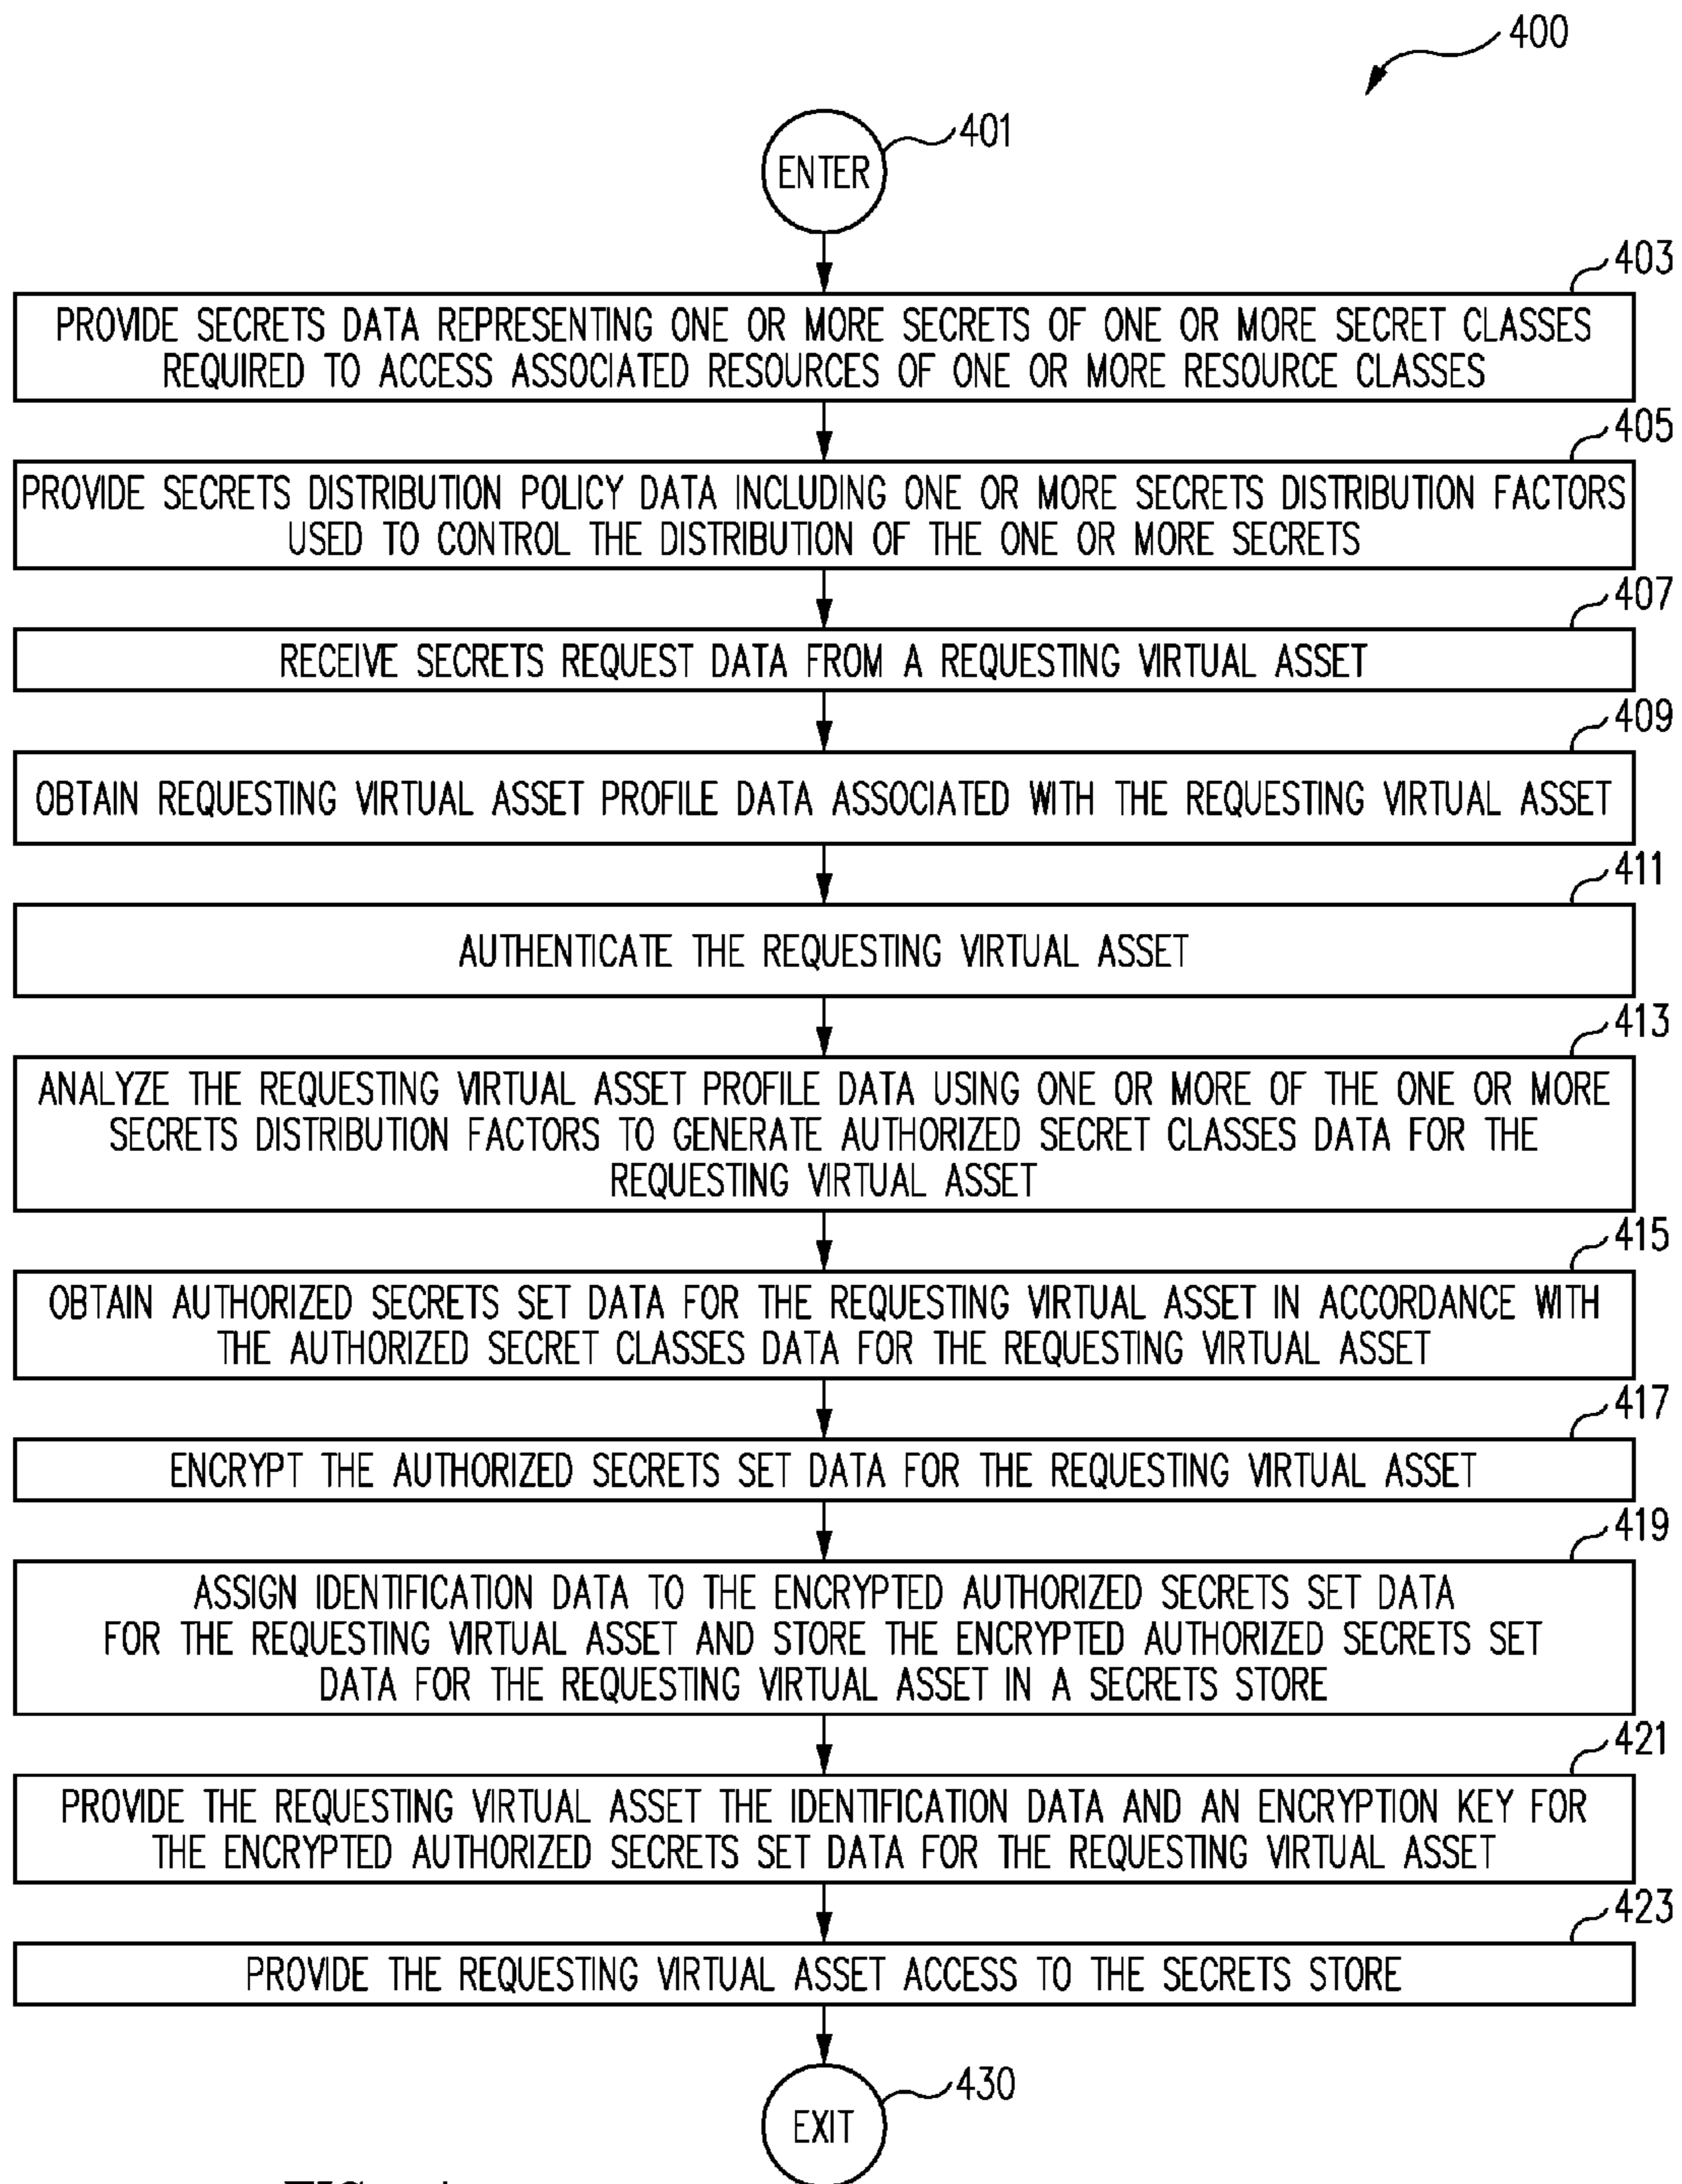 400
401
ENTER
403
PROVIDE SECRETS DATA REPRESENTING ONE OR MORE SECRETS OF ONE OR MORE SECRET CLASSES
REQUIRED TO ACCESS ASSOCIATED RESOURCES OF ONE OR MORE RESOURCE CLASSES
405
PROVIDE SECRETS DISTRIBUTION POLICY DATA INCLUDING ONE OR MORE SECRETS DISTRIBUTION FACTORS
USED TO CONTROL THE DISTRIBUTION OF THE ONE OR MORE SECRETS
407
RECEIVE SECRETS REQUEST DATA FROM A REQUESTING VIRTUAL ASSET
409
OBTAIN REQUESTING VIRTUAL ASSET PROFILE DATA ASSOCIATED WITH THE REQUESTING VIRTUAL ASSET
411
AUTHENTICATE THE REQUESTING VIRTUAL ASSET
413
ANALYZE THE REQUESTING VIRTUAL ASSET PROFILE DATA USING ONE OR MORE OF THE ONE OR MORE
SECRETS DISTRIBUTION FACTORS TO GENERATE AUTHORIZED SECRET CLASSES DATA FOR THE
REQUESTING VIRTUAL ASSET
415
OBTAIN AUTHORIZED SECRETS SET DATA FOR THE REQUESTING VIRTUAL ASSET IN ACCORDANCE WITH
THE AUTHORIZED SECRET CLASSES DATA FOR THE REQUESTING VIRTUAL ASSET
417
ENCRYPT THE AUTHORIZED SECRETS SET DATA FOR THE REQUESTING VIRTUAL ASSET
419
ASSIGN IDENTIFICATION DATA TO THE ENCRYPTED AUTHORIZED SECRETS SET DATA
FOR THE REQUESTING VIRTUAL ASSET AND STORE THE ENCRYPTED AUTHORIZED SECRETS SET
DATA FOR THE REQUESTING VIRTUAL ASSET IN A SECRETS STORE
421
PROVIDE THE REQUESTING VIRTUAL ASSET THE IDENTIFICATION DATA AND AN ENCRYPTION KEY FOR
THE ENCRYPTED AUTHORIZED SECRETS SET DATA FOR THE REQUESTING VIRTUAL ASSET
423
PROVIDE THE REQUESTING VIRTUAL ASSET ACCESS TO THE SECRETS STORE
430
EXIT